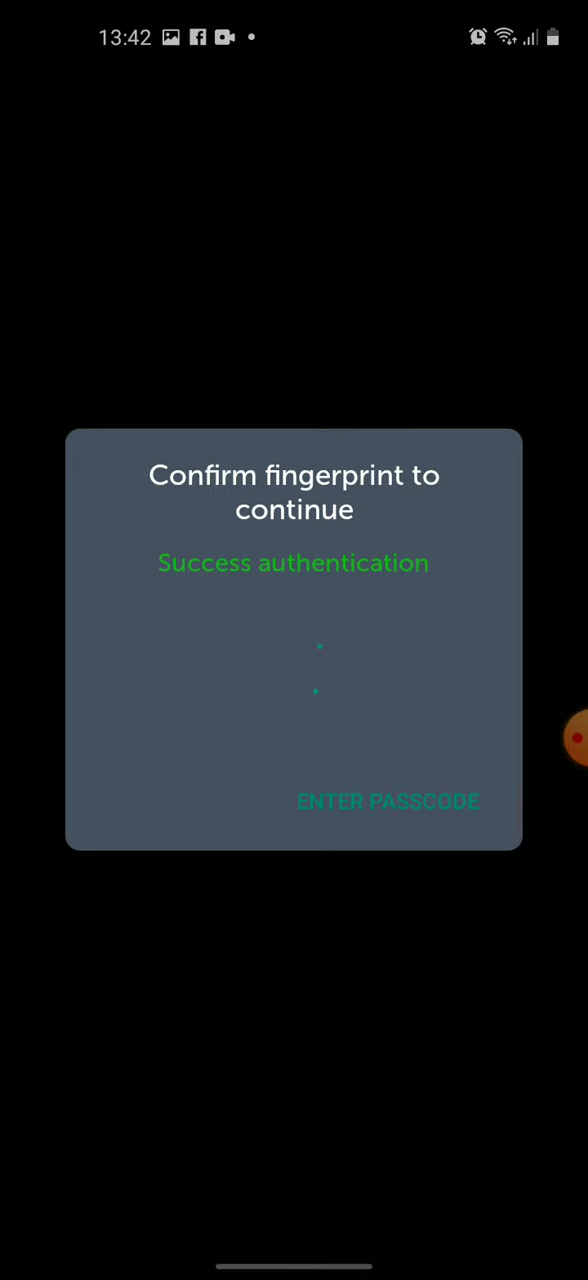 13:42
Confirm fingerprint to
continue
Success authentication
ENTER PASSCODE